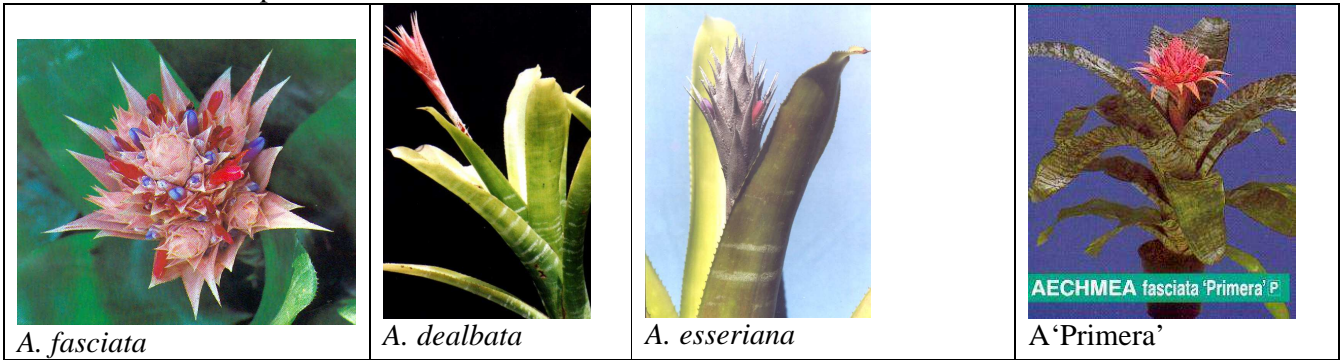 AECHMEA fasciata 'Primera' P
A. fasciata
A. dealbata
A. esseriana
A'Primera'